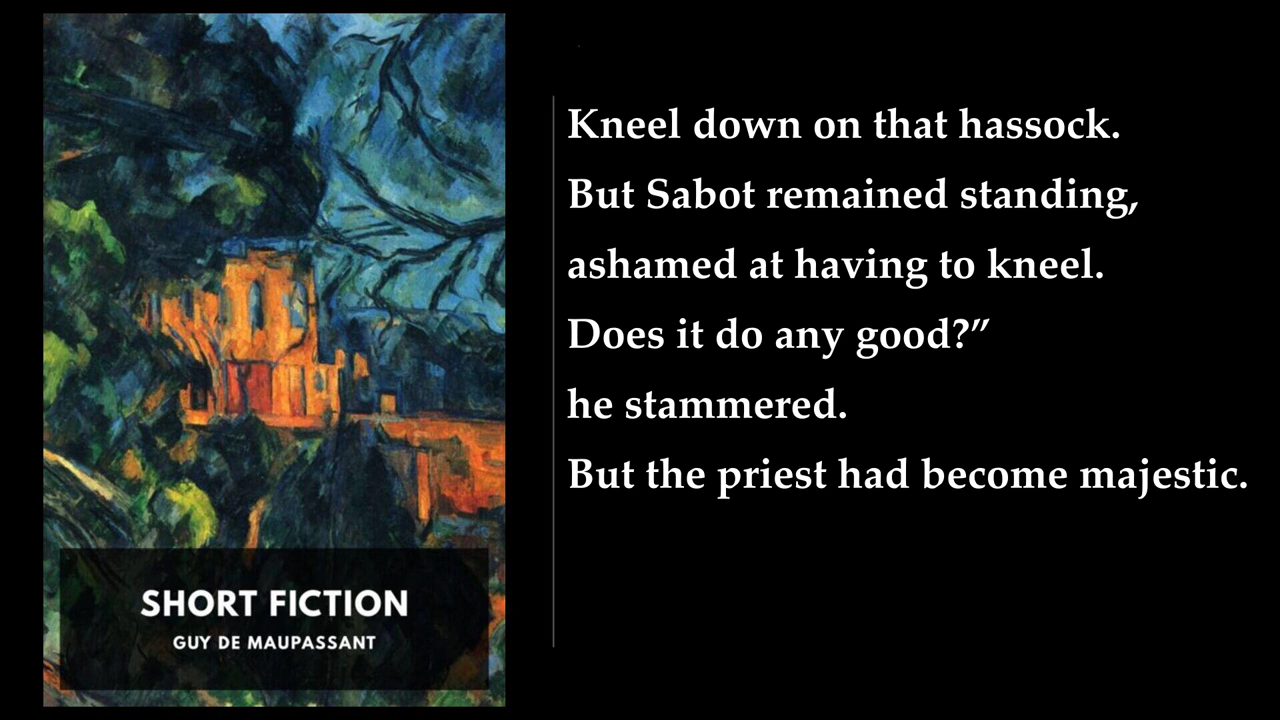 Kneel down on that hassock.
But Sabot remained standing,
ashamed at having to kneel.
Does it do any good?”
he stammered.
But the priest had become majestic.
SHORT FICTION
GUY DE MAUPASSANT